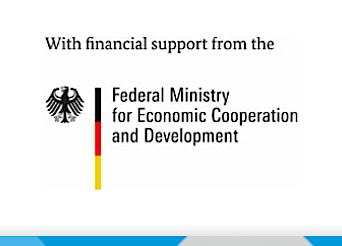 With financial support from the
Federal Ministry
for Economic Cooperation
and Development